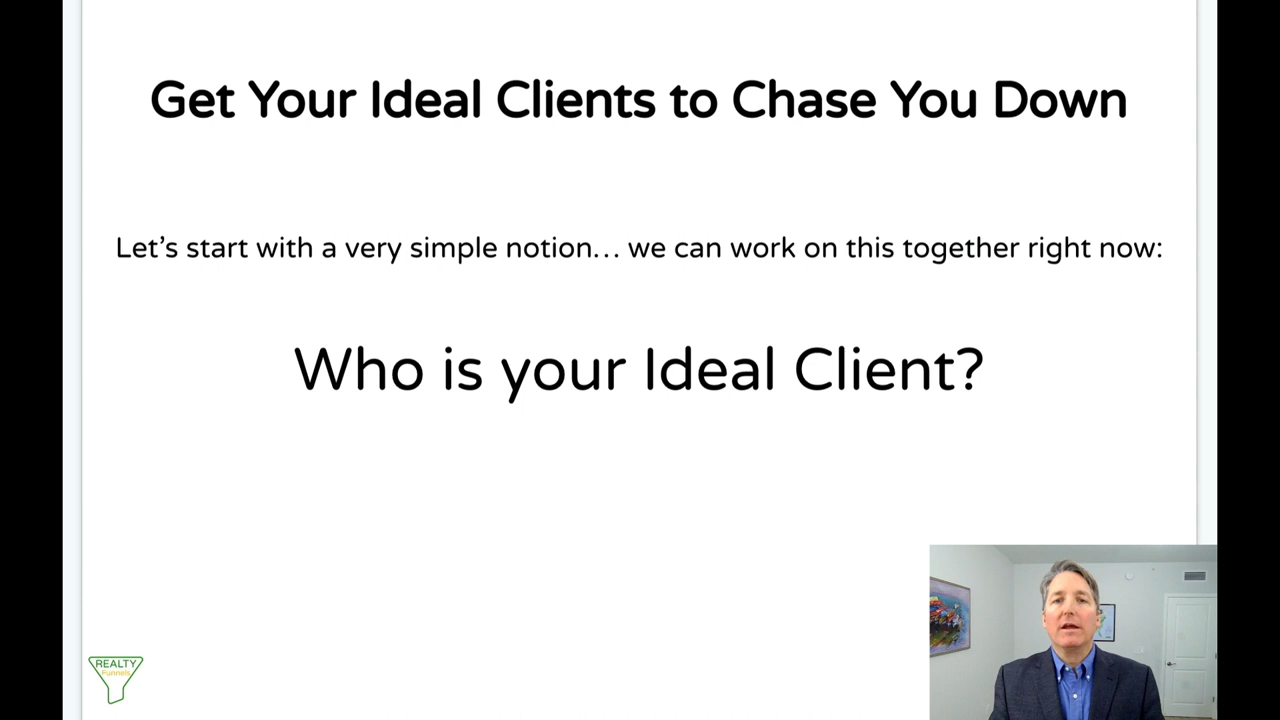 Get Your Ideal Clients to Chase You Down
Let’s start with a very simple notion… we can work on this together right now:
Who is your Ideal Client?
REALTY
Funnels